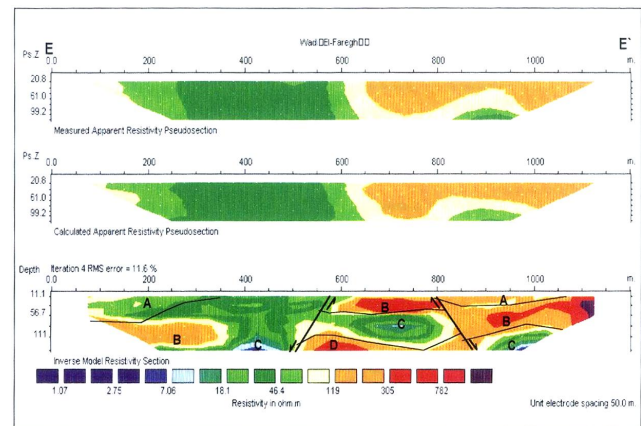 Wadi El-Faregh
Ps Z E E`
0.0 200 400 600 800 1000 m.
20.8
61.0
99.2
Measured Apparent Resistivity Pseudosection
Ps Z 0.0 200 400 600 800 1000 m.
20.8
61.0
99.2
Calculated Apparent Resistivity Pseudosection
Depth Iteration 4 RMS error = 11.6 %
0.0 200 400 600 800 1000 m.
11.1 A A
56.7 B B
111 B C C D C
Inverse Model Resistivity Section
1.07 2.75 7.06 18.1 46.4 119 305 782
Resistivity in ohm.m Unit electrode spacing 50.0 m.